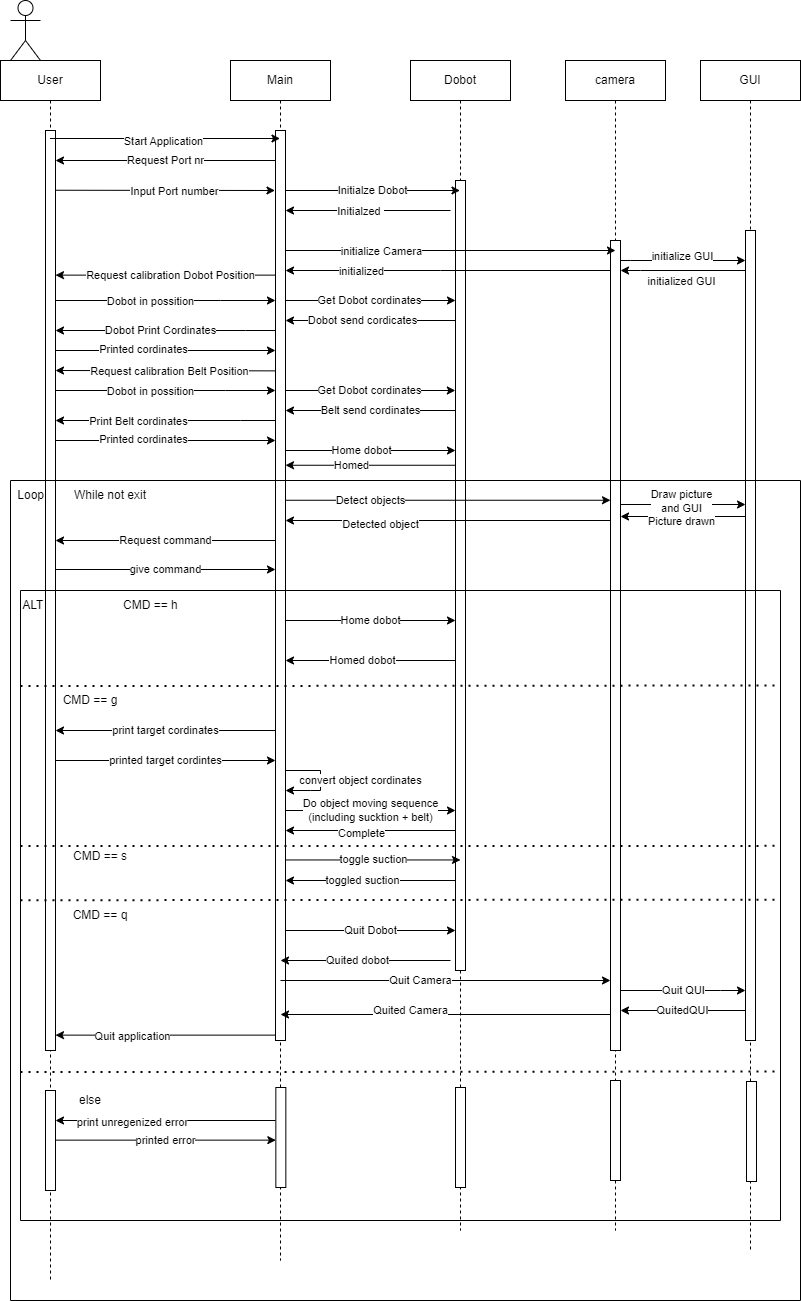 User
Main
Dobot
camera
GUI
Start Application
Request Port nr
Input Port number
Initialze Dobot
Initialzed
initialize Camera
initialize GUI
initialized
initialized GUI
Request calibration Dobot Position
Dobot in possition
Get Dobot cordinates
Dobot send cordicates
Dobot Print Cordinates
Printed cordinates
Request calibration Belt Position
Dobot in possition
Get Dobot cordinates
Belt send cordinates
Print Belt cordinates
Printed cordinates
Home dobot
Homed
Loop
While not exit
Detect objects
Draw picture
and GUI
Detected object
Picture drawn
Request command
give command
ALT
CMD == h
Home dobot
Homed dobot
CMD == g
print target cordinates
printed target cordintes
convert object cordinates
Do object moving sequence
(including sucktion + belt)
Complete
CMD == s
toggle suction
toggled suction
CMD == q
Quit Dobot
Quited dobot
Quit Camera
Quit QUI
Quited Camera
QuitedQUI
Quit application
else
print unregenized error
printed error